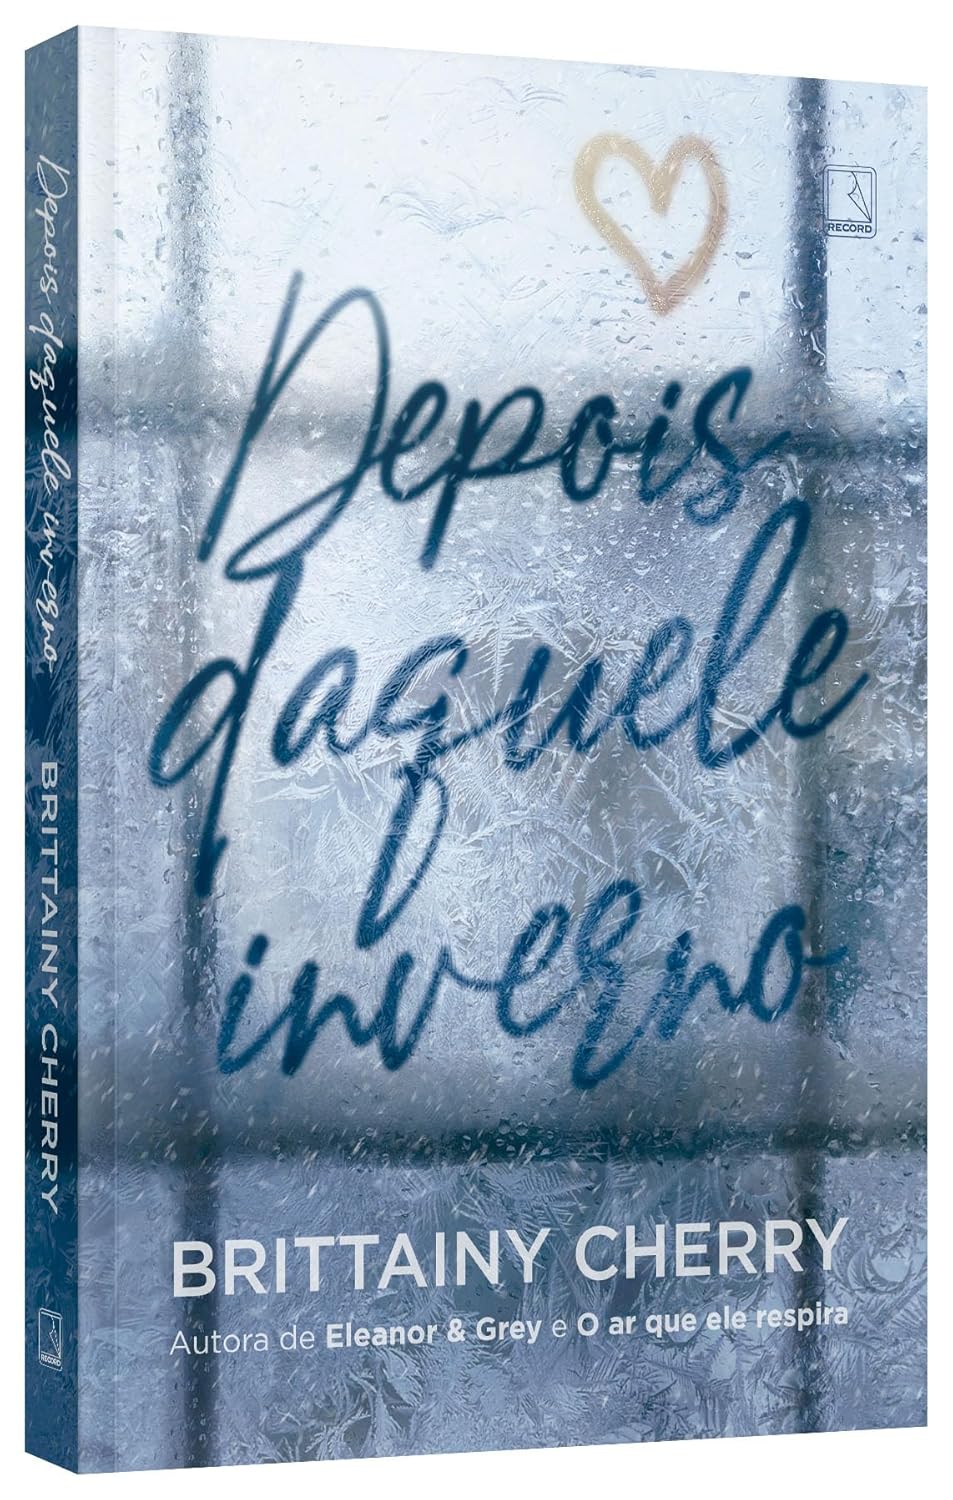 RECORD
Depois
daquele
inverno
BRITTAINY CHERRY
Autora de Eleanor & Grey e O ar que ele respira
Depois daquele inverno
BRITTAINY CHERRY
RECORD